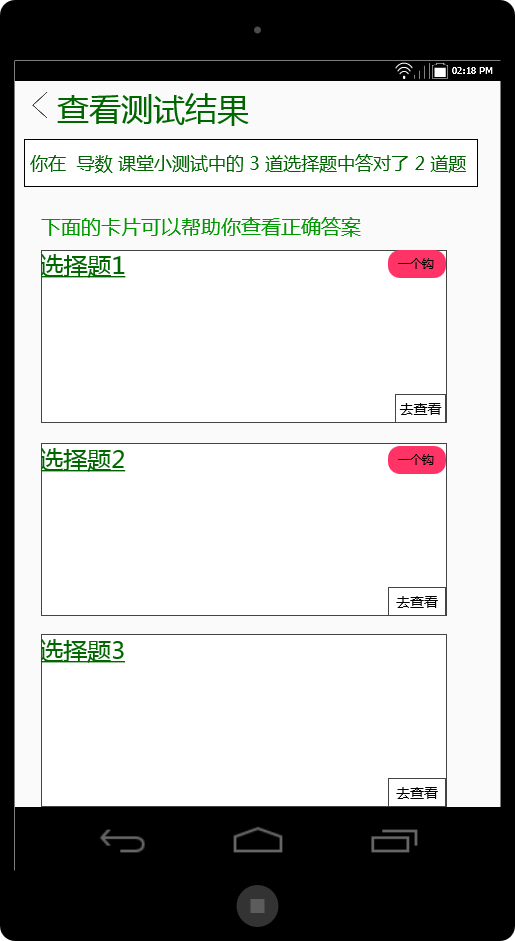 02:18 PM
查看测试结果
你在 导数 课堂小测试中的 3 道选择题中答对了 2 道题
下面的卡片可以帮助你查看正确答案
选择题1
一个钩
去查看
选择题2
一个钩
去查看
选择题3
去查看